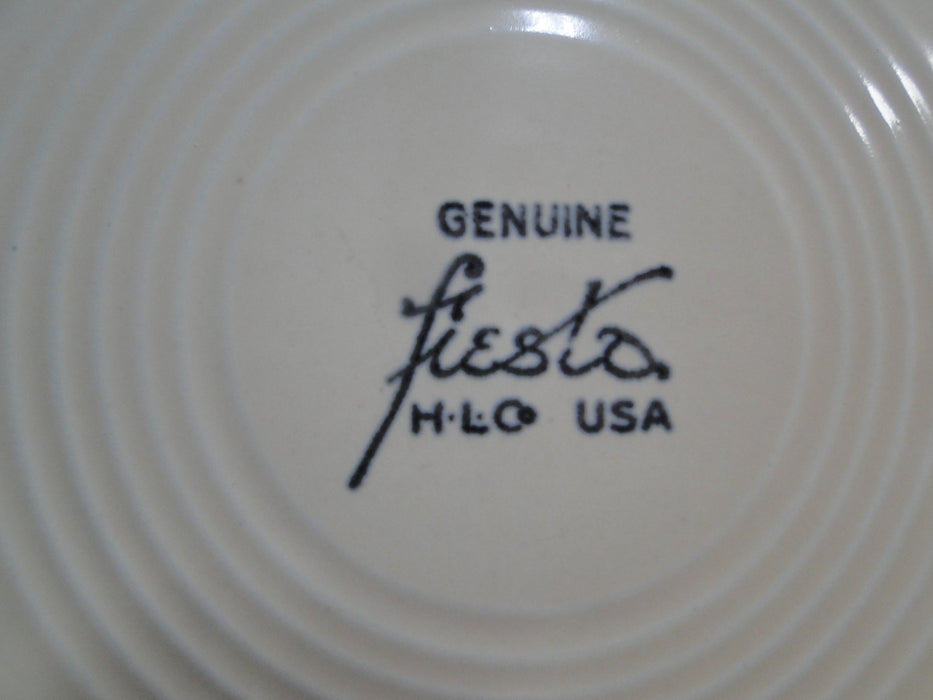 GENUINE
fiesta
H·L·Co USA